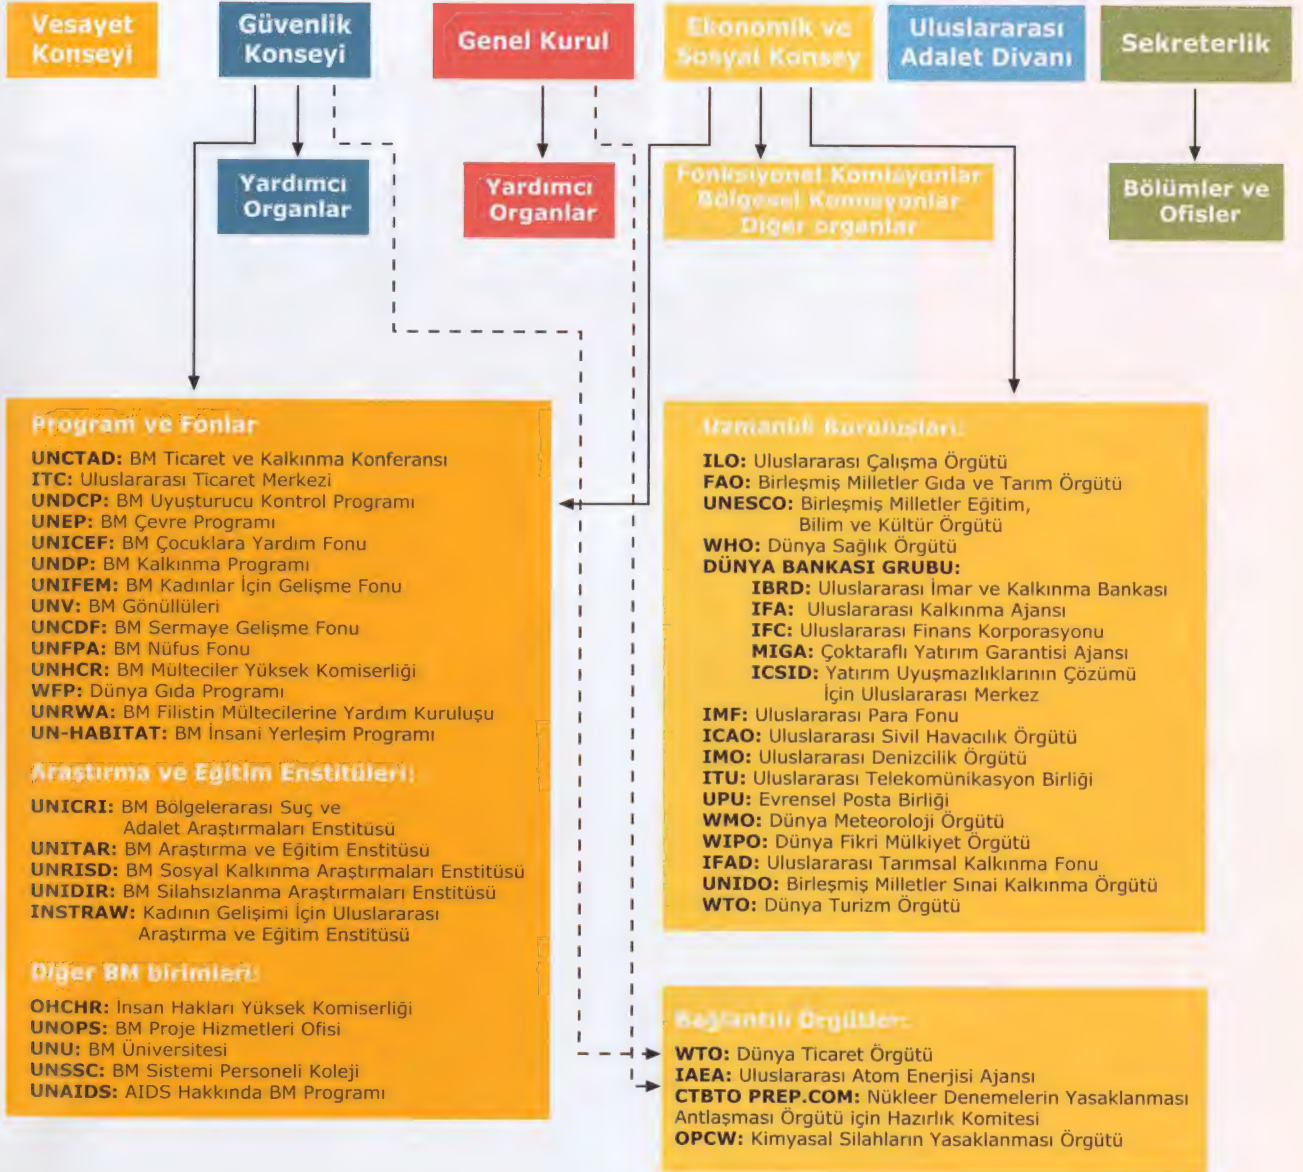 Vesayet
Konseyi
Güvenlik
Konseyi
Genel Kurul
Ekonomik ve
Sosyal Konsey
Uluslararası
Adalet Divanı
Sekreterlik
Yardımcı
Organlar
Yardımcı
Organlar
Fonksiyonel Komisyonlar
Bölgesel Komisyonlar
Diğer organlar
Bölümler ve
Ofisler
Program ve Fonlar
UNCTAD: BM Ticaret ve Kalkınma Konferansı
ITC: Uluslararası Ticaret Merkezi
UNDCP: BM Uyuşturucu Kontrol Programı
UNEP: BM Çevre Programı
UNICEF: BM Çocuklara Yardım Fonu
UNDP: BM Kalkınma Programı
UNIFEM: BM Kadınlar İçin Gelişme Fonu
UNV: BM Gönüllüleri
UNCDF: BM Sermaye Gelişme Fonu
UNFPA: BM Nüfus Fonu
UNHCR: BM Mülteciler Yüksek Komiserliği
WFP: Dünya Gıda Programı
UNRWA: BM Filistin Mültecilerine Yardım Kuruluşu
UN-HABITAT: BM İnsani Yerleşim Programı
Araştırma ve Eğitim Enstitüleri:
UNICRI: BM Bölgelerarası Suç ve
Adalet Araştırmaları Enstitüsü
UNITAR: BM Araştırma ve Eğitim Enstitüsü
UNRISD: BM Sosyal Kalkınma Araştırmaları Enstitüsü
UNIDIR: BM Silahsızlanma Araştırmaları Enstitüsü
INSTRAW: Kadının Gelişimi İçin Uluslararası
Araştırma ve Eğitim Enstitüsü
Diğer BM birimleri:
OHCHR: İnsan Hakları Yüksek Komiserliği
UNOPS: BM Proje Hizmetleri Ofisi
UNU: BM Üniversitesi
UNSSC: BM Sistemi Personeli Koleji
UNAIDS: AIDS Hakkında BM Programı
Uzmanlık Kuruluşları:
ILO: Uluslararası Çalışma Örgütü
FAO: Birleşmiş Milletler Gıda ve Tarım Örgütü
UNESCO: Birleşmiş Milletler Eğitim,
Bilim ve Kültür Örgütü
WHO: Dünya Sağlık Örgütü
DÜNYA BANKASI GRUBU:
IBRD: Uluslararası İmar ve Kalkınma Bankası
IFA: Uluslararası Kalkınma Ajansı
IFC: Uluslararası Finans Korporasyonu
MIGA: Çoktaraflı Yatırım Garantisi Ajansı
ICSID: Yatırım Uyuşmazlıklarının Çözümü
İçin Uluslararası Merkez
IMF: Uluslararası Para Fonu
ICAO: Uluslararası Sivil Havacılık Örgütü
IMO: Uluslararası Denizcilik Örgütü
ITU: Uluslararası Telekomünikasyon Birliği
UPU: Evrensel Posta Birliği
WMO: Dünya Meteoroloji Örgütü
WIPO: Dünya Fikri Mülkiyet Örgütü
IFAD: Uluslararası Tarımsal Kalkınma Fonu
UNIDO: Birleşmiş Milletler Sınai Kalkınma Örgütü
WTO: Dünya Turizm Örgütü
Bağlantılı Örgütler:
WTO: Dünya Ticaret Örgütü
IAEA: Uluslararası Atom Enerjisi Ajansı
CTBTO PREP.COM: Nükleer Denemelerin Yasaklanması
Antlaşması Örgütü için Hazırlık Komitesi
OPCW: Kimyasal Silahların Yasaklanması Örgütü